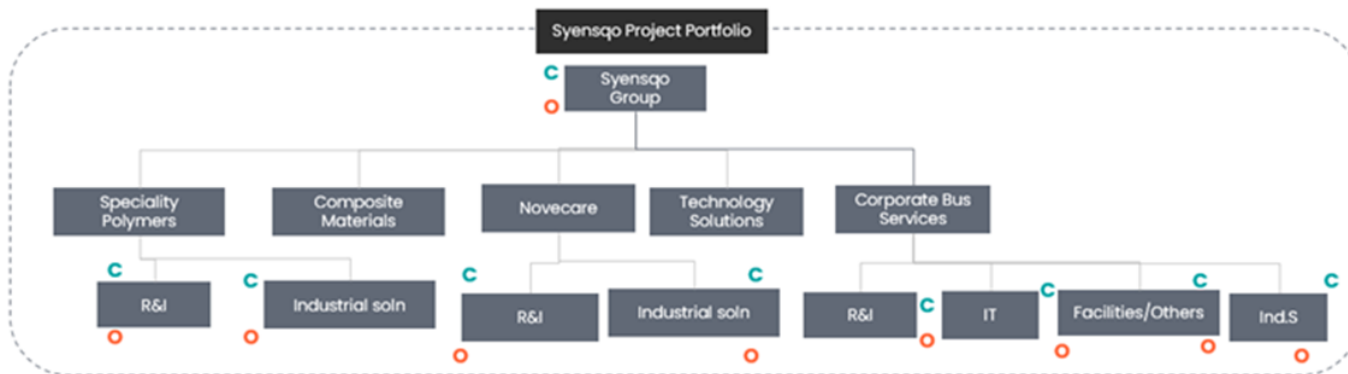 Syensqo Project Portfolio
C
Syensqo
Group
O
Speciality
Polymers
Composite
Materials
Novecare
Technology
Solutions
Corporate Bus
Services
C
R&I
O
C
Industrial soln
O
C
R&I
O
C
Industrial soln
O
R&I
C
O
IT
C
O
Facilities/Others
C
O
Ind.S
C
O